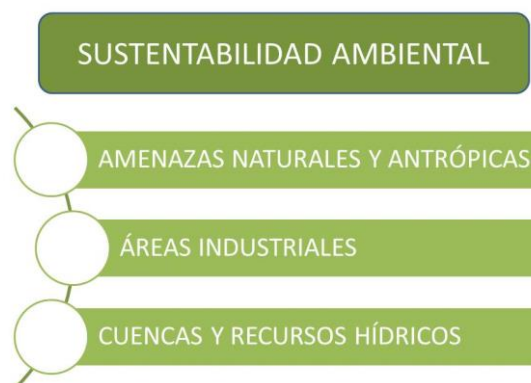 SUSTENTABILIDAD AMBIENTAL
AMENAZAS NATURALES Y ANTRÓPICAS
ÁREAS INDUSTRIALES
CUENCAS Y RECURSOS HÍDRICOS